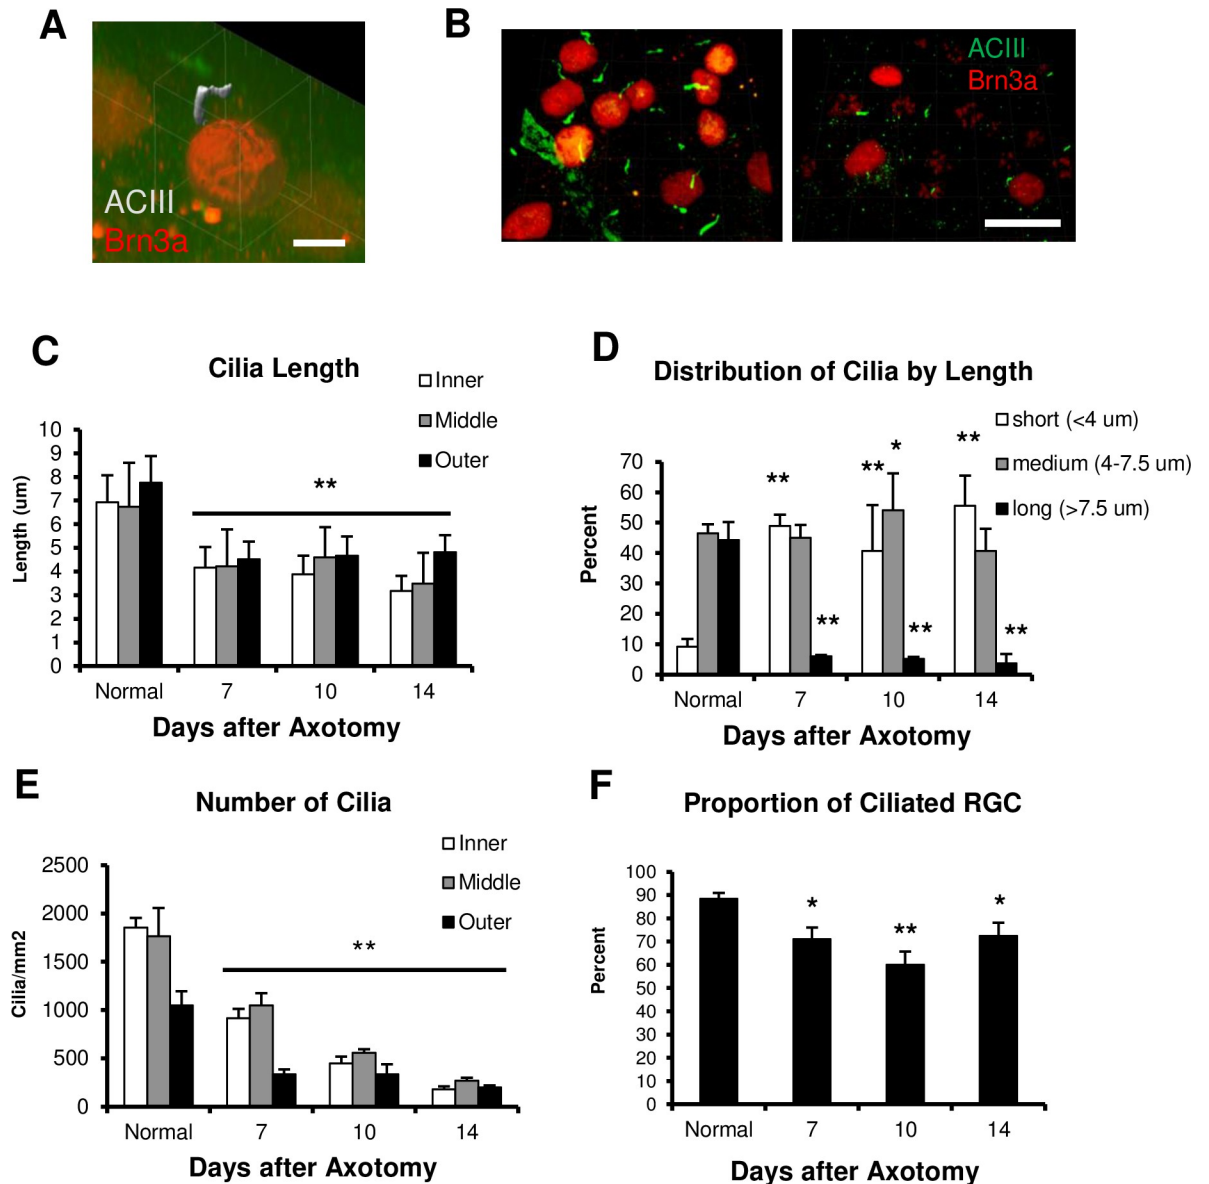 A
ACIII
Brn3a
B
ACIII
Brn3a
C
Cilia Length
Inner
Middle
Outer
**
Length (um)
10
9
8
7
6
5
4
3
2
1
0
Normal 7 10 14
Days after Axotomy
D
Distribution of Cilia by Length
short (<4 um)
medium (4-7.5 um)
long (>7.5 um)
** ** * **
** ** **
Percent
70
60
50
40
30
20
10
0
Normal 7 10 14
Days after Axotomy
E
Number of Cilia
Inner
Middle
Outer
**
Cilia/mm2
2500
2000
1500
1000
500
0
Normal 7 10 14
Days after Axotomy
F
Proportion of Ciliated RGC
* ** *
Percent
100
90
80
70
60
50
40
30
20
10
0
Normal 7 10 14
Days after Axotomy